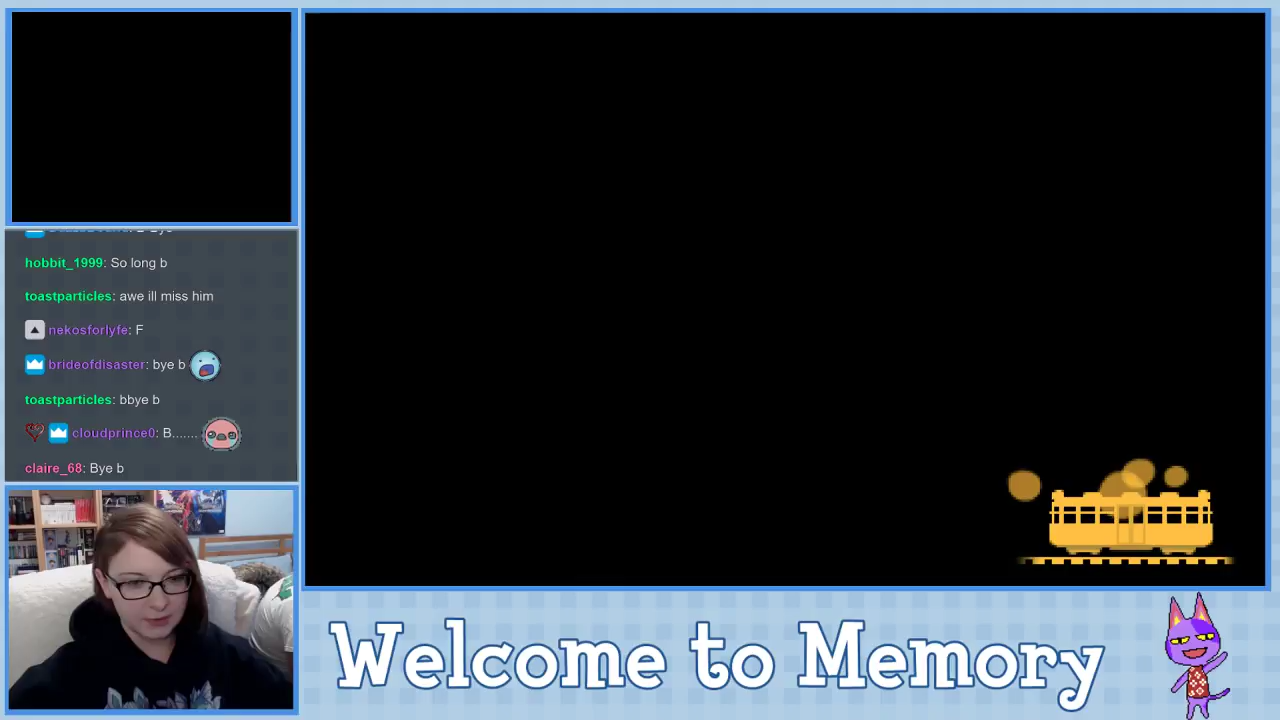 hobbit_1999: So long b
toastparticles: awe ill miss him
nekosforlyfe: F
brideofdisaster: bye b
toastparticles: bbye b
cloudprince0: B.......
claire_68: Bye b
Welcome to Memory